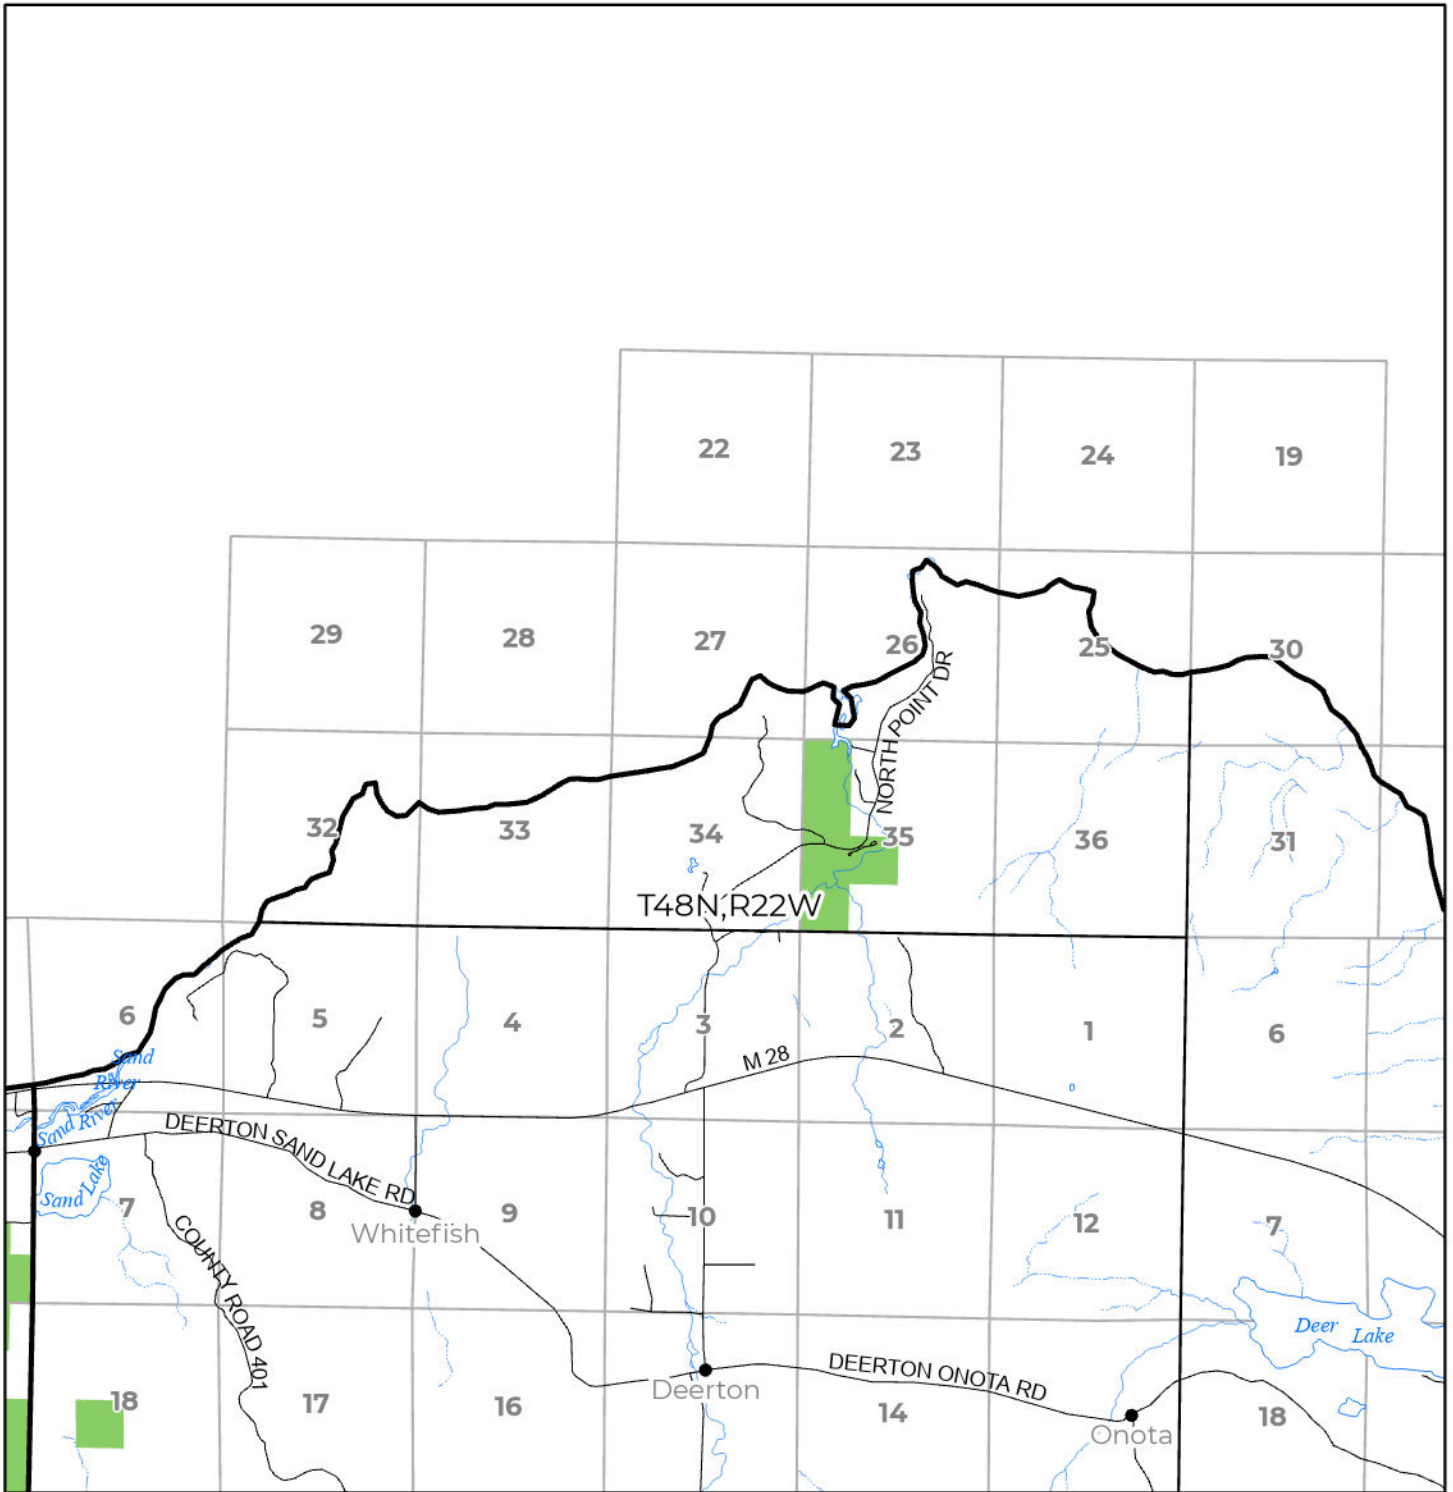 22
23
24
19
29
28
27
26
25
30
NORTH POINT DR
32
33
34
35
36
31
T48N,R22W
6
5
4
3
2
1
6
M 28
Sand
River
Sand River
DEERTON SAND LAKE RD
Sand Lake
7
8
9
10
11
12
7
Whitefish
COUNTY ROAD 401
Deer Lake
DEERTON ONOTA RD
Deerton
18
17
16
14
18
Onota